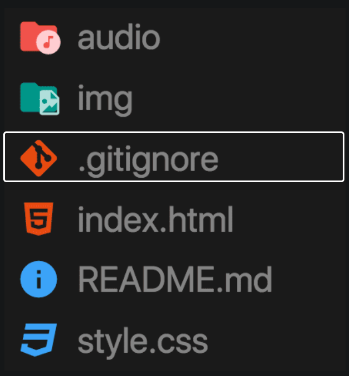 audio
img
.gitignore
index.html
README.md
style.css